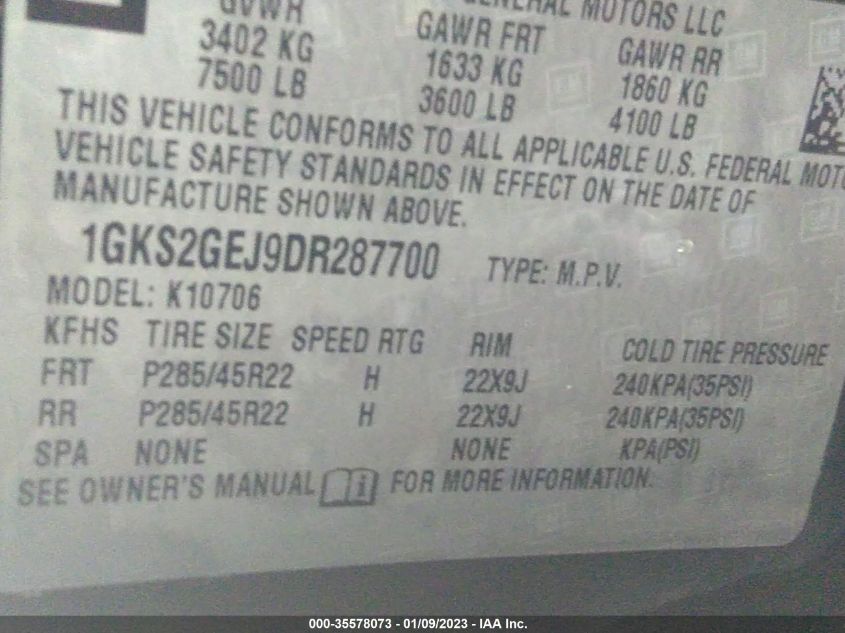 GVWR
3402 KG
7500 LB
GENERAL MOTORS LLC
GAWR FRT
1633 KG
3600 LB
GAWR RR
1860 KG
4100 LB
THIS VEHICLE CONFORMS TO ALL APPLICABLE U.S. FEDERAL MOTO
VEHICLE SAFETY STANDARDS IN EFFECT ON THE DATE OF
MANUFACTURE SHOWN ABOVE.
1GKS2GEJ9DR287700 TYPE: M.P.V.
MODEL: K10706
KFHS TIRE SIZE SPEED RTG RIM COLD TIRE PRESSURE
FRT P285/45R22 H 22X9J 240KPA(35PSI)
RR P285/45R22 H 22X9J 240KPA(35PSI)
SPA NONE NONE KPA(PSI)
SEE OWNER'S MANUAL FOR MORE INFORMATION.
000-35578073 - 01/09/2023 - IAA Inc.